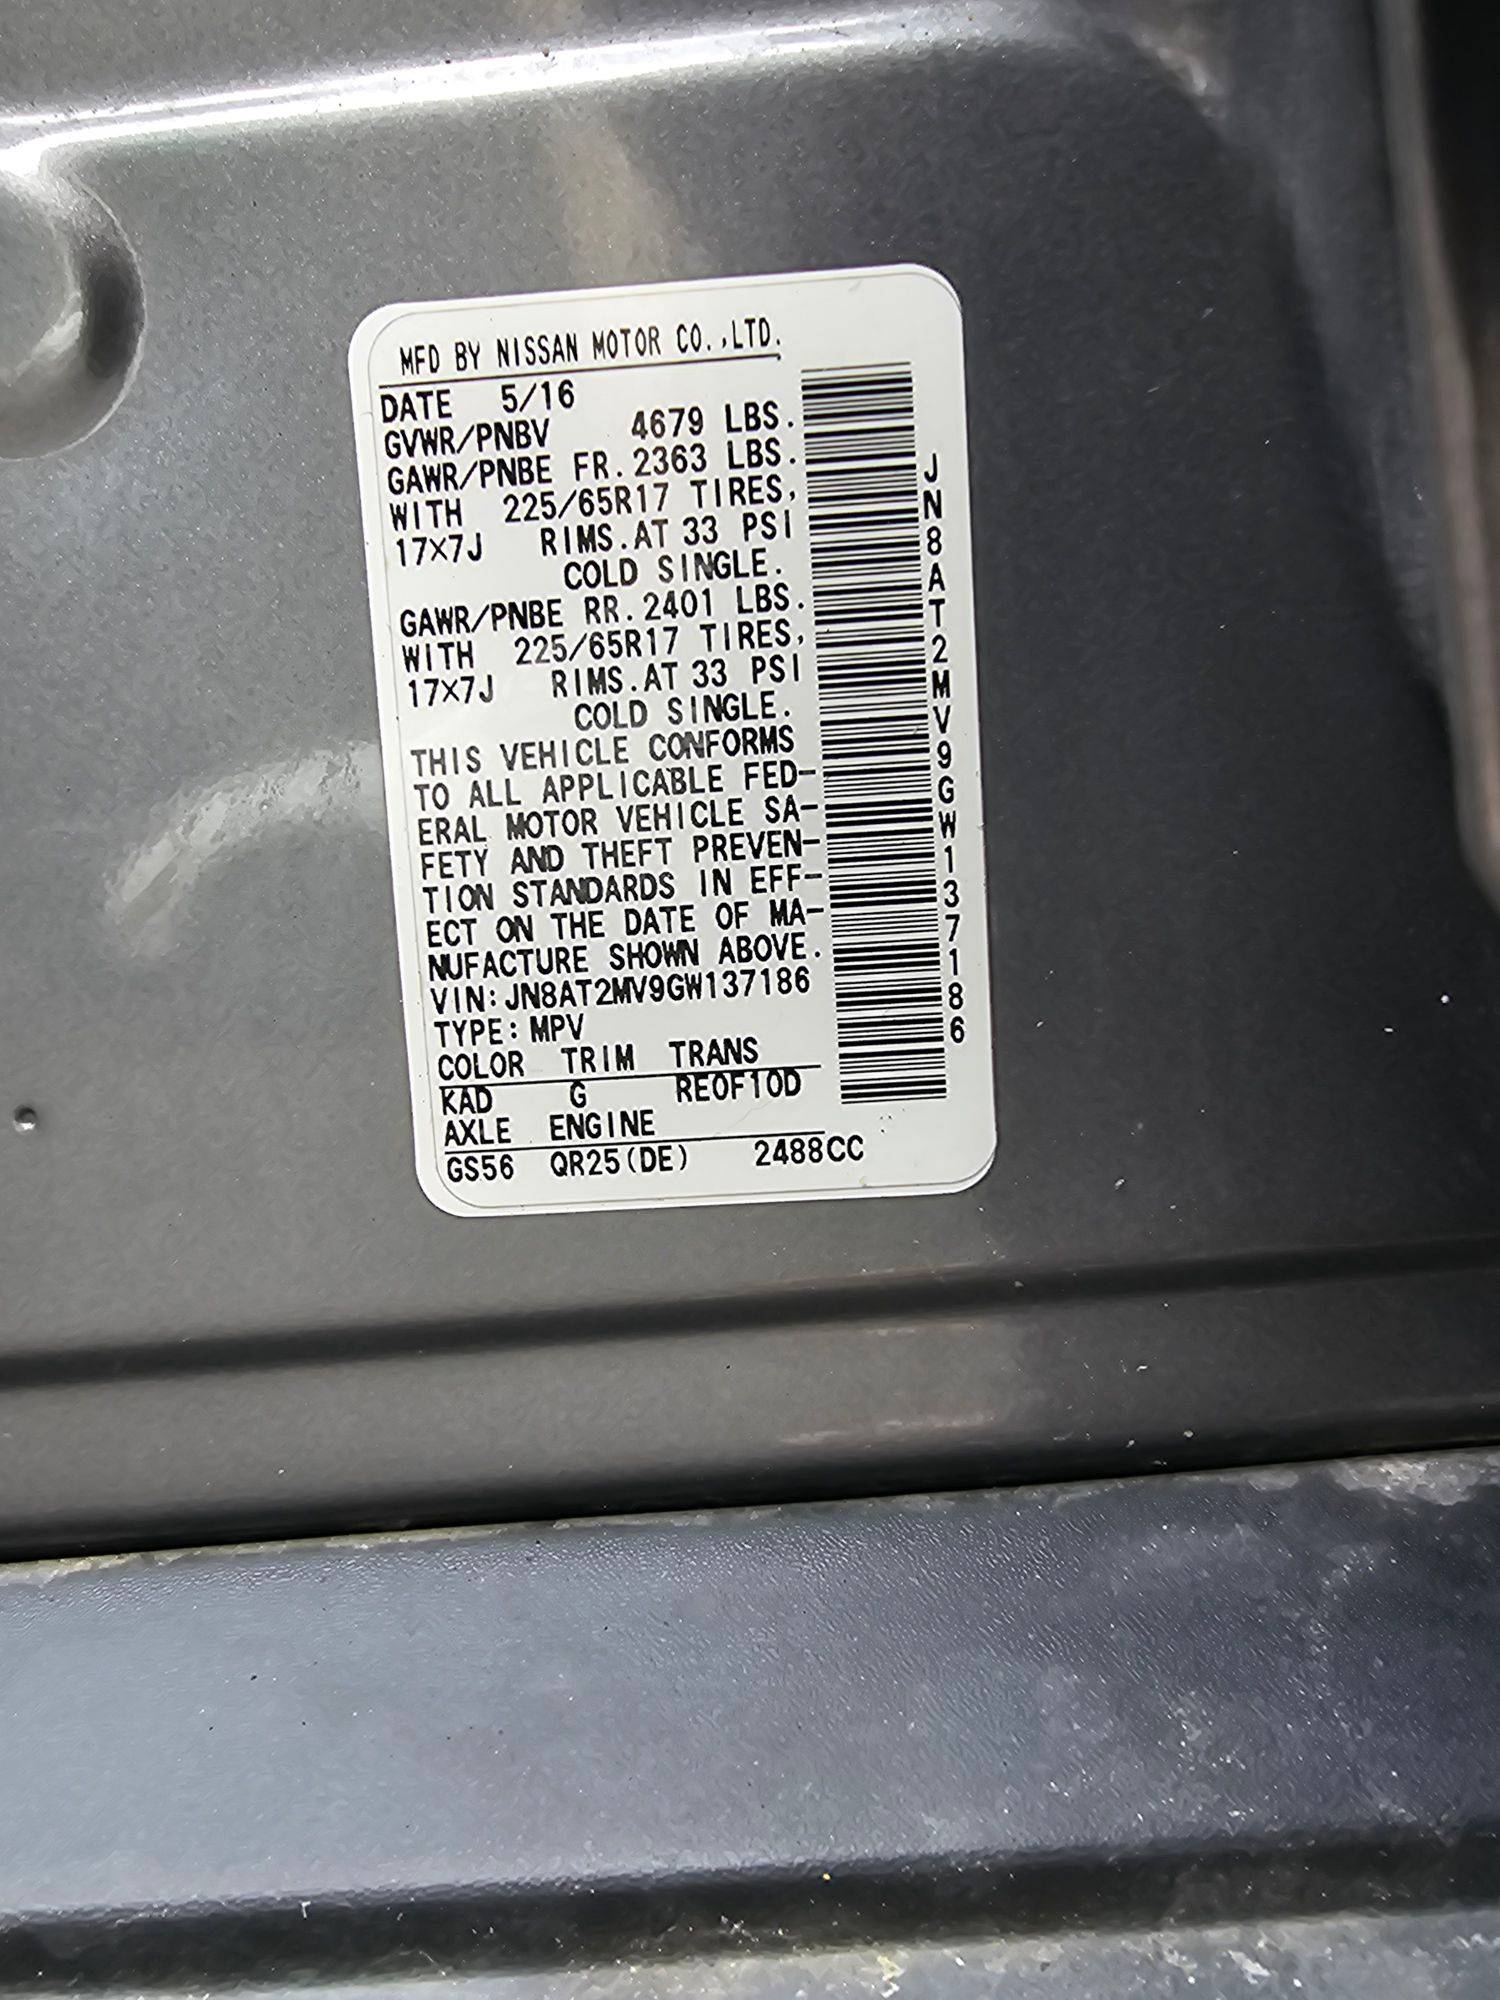 MFD BY NISSAN MOTOR CO.,LTD.
DATE 5/16
GVWR/PNBV 4679 LBS.
GAWR/PNBE FR. 2363 LBS.
WITH 225/65R17 TIRES,
17×7J RIMS. AT 33 PSI
COLD SINGLE.
GAWR/PNBE RR. 2401 LBS.
WITH 225/65R17 TIRES,
17×7J RIMS. AT 33 PSI
COLD SINGLE.
THIS VEHICLE CONFORMS
TO ALL APPLICABLE FED-
ERAL MOTOR VEHICLE SA-
FETY AND THEFT PREVEN-
TION STANDARDS IN EFF-
ECT ON THE DATE OF MA-
NUFACTURE SHOWN ABOVE.
VIN: JN8AT2MV9GW137186
TYPE: MPV
COLOR TRIM TRANS
KAD G RE0F10D
AXLE ENGINE
GS56 QR25(DE) 2488CC
JN8AT2MV9GW137186